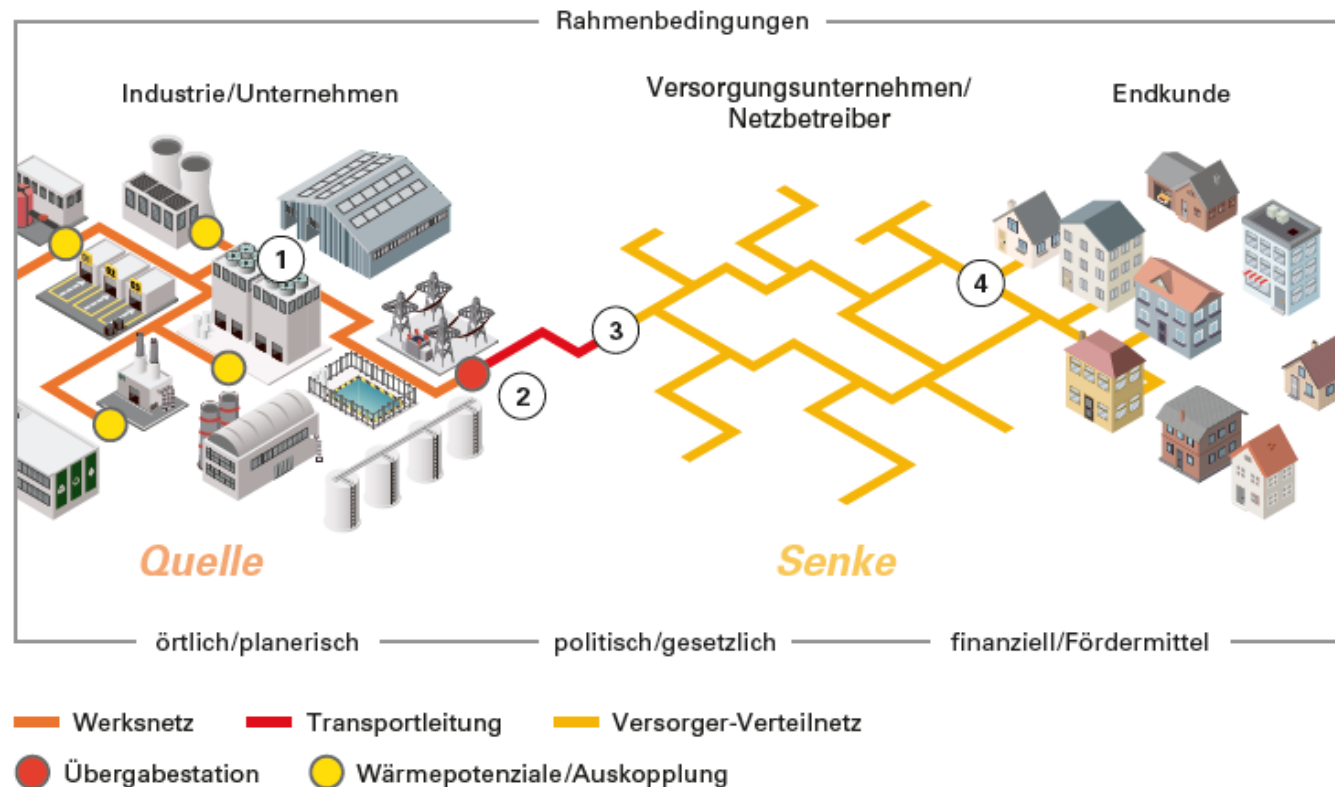 Rahmenbedingungen
Industrie/Unternehmen
Versorgungsunternehmen/
Netzbetreiber
Endkunde
1
2
3
4
Quelle
Senke
örtlich/planerisch
politisch/gesetzlich
finanziell/Fördermittel
Werksnetz
Transportleitung
Versorger-Verteilnetz
Übergabestation
Wärmepotenziale/Auskopplung